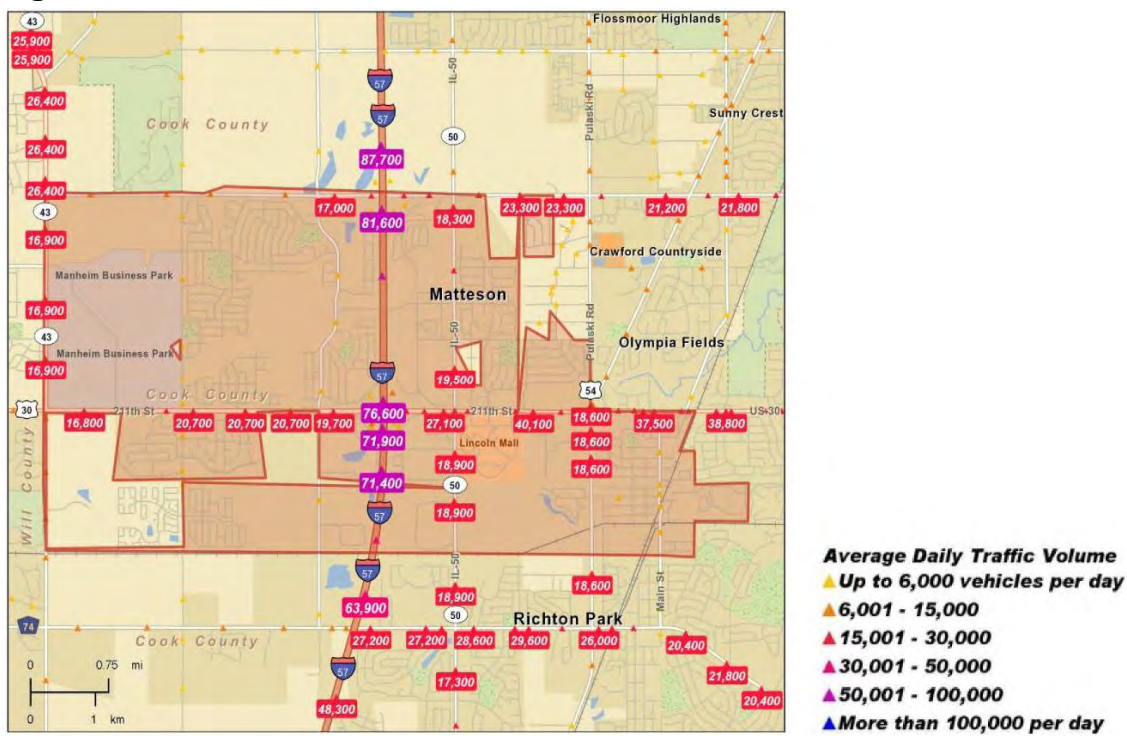 Flossmoor Highlands
43
25,900
25,900
57
IL-50
26,400
57
Pulaski Rd
Sunny Crest
Cook County
50
26,400
87,700
26,400
43
17,000
81,600
18,300
23,300
23,300
21,200
21,800
16,900
Crawford Countryside
Manheim Business Park
Matteson
16,900
Pulaski Rd
43
IL-50
Olympia Fields
Manheim Business Park
16,900
57
19,500
Cook County
54
30
211th St
76,600
211th St
18,600
US-30
16,800
20,700
20,700
20,700
19,700
27,100
40,100
37,500
38,800
71,900
Lincoln Mall
18,600
18,900
18,600
71,400
50
Will County
57
18,900
57
IL-50
18,600
63,900
18,900
Main St
50
Richton Park
74
Cook County
27,200
27,200
28,600
29,600
26,000
20,400
0 0.75 mi
57
17,300
21,800
20,400
0 1 km
48,300
Average Daily Traffic Volume
Up to 6,000 vehicles per day
6,001 - 15,000
15,001 - 30,000
30,001 - 50,000
50,001 - 100,000
More than 100,000 per day